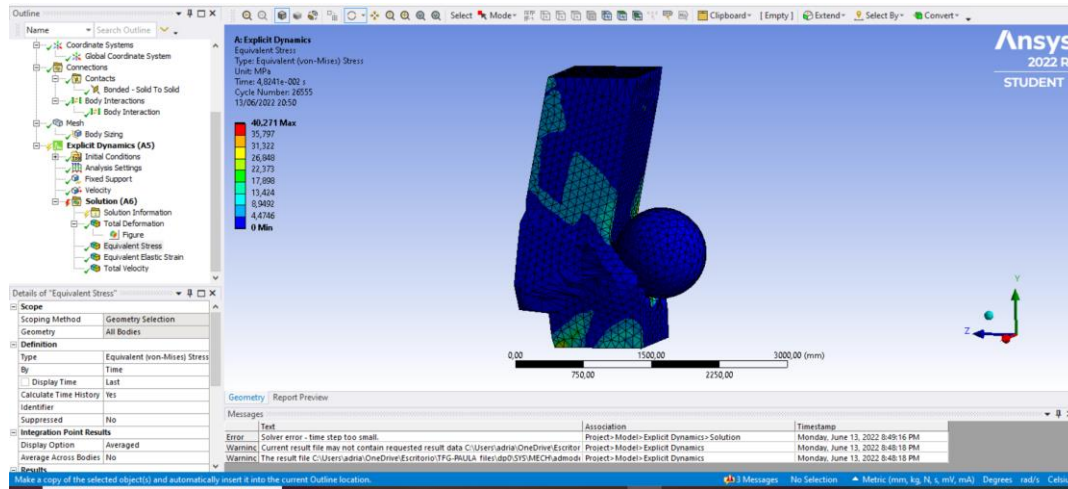 Outline
Name Search Outline
Coordinate Systems
Global Coordinate System
Connections
Contacts
Bonded - Solid To Solid
Body Interactions
Body Interaction
Mesh
Body Sizing
Explicit Dynamics (A5)
Initial Conditions
Analysis Settings
Fixed Support
Velocity
Solution (A6)
Solution Information
Total Deformation
Figure
Equivalent Stress
Equivalent Elastic Strain
Total Velocity
Details of "Equivalent Stress"
Scope
Scoping Method Geometry Selection
Geometry All Bodies
Definition
Type Equivalent (von-Mises) Stress
By Time
Display Time Last
Calculate Time History Yes
Identifier
Suppressed No
Integration Point Results
Display Option Averaged
Average Across Bodies No
Results
Select Mode Clipboard [Empty] Extend Select By Convert
A: Explicit Dynamics
Equivalent Stress
Type: Equivalent (von-Mises) Stress
Unit: MPa
Time: 4,8241e-002 s
Cycle Number: 26555
13/06/2022 20:50
40,271 Max
35,797
31,322
26,848
22,373
17,898
13,424
8,9492
4,4746
0 Min
Ansys
2022 R
STUDENT
Y
Z
0,00 1500,00 3000,00 (mm)
750,00 2250,00
Geometry Report Preview
Messages
Text Association Timestamp
Error Solver error - time step too small. Project>Model>Explicit Dynamics>Solution Monday, June 13, 2022 8:49:16 PM
Warning Current result file may not contain requested result data C:\Users\adria\OneDrive\Escritor Project>Model>Explicit Dynamics Monday, June 13, 2022 8:48:18 PM
Warning The result file C:\Users\adria\OneDrive\Escritorio\TFG-PAULA_files\dp0\SYS\MECH\admodi Project>Model>Explicit Dynamics Monday, June 13, 2022 8:48:18 PM
Make a copy of the selected object(s) and automatically insert it into the current Outline location. 3 Messages No Selection Metric (mm, kg, N, s, mV, mA) Degrees rad/s Celsiu